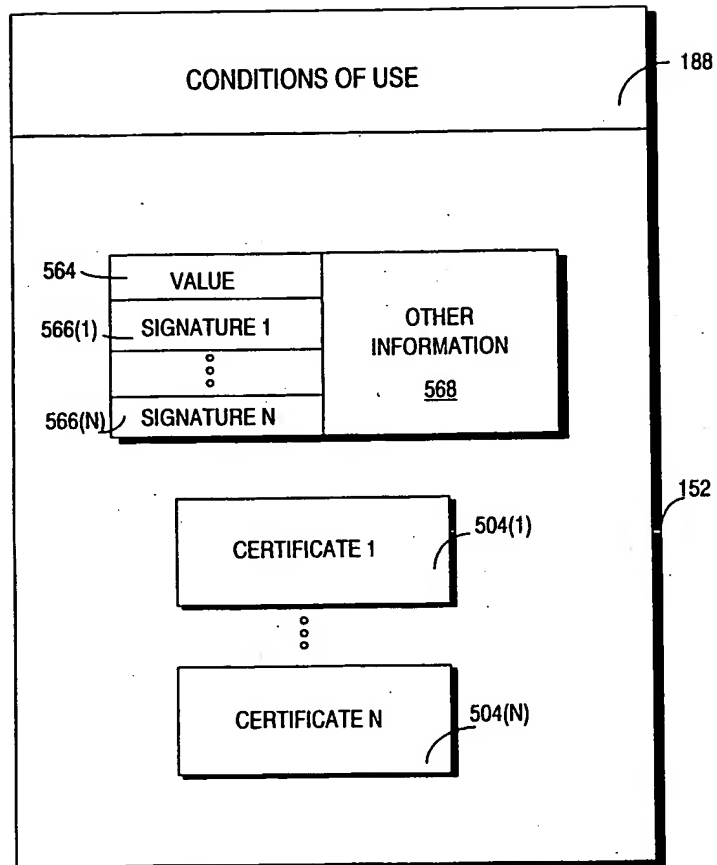 CONDITIONS OF USE
188
564
VALUE
566(1)
SIGNATURE 1
566(N)
SIGNATURE N
OTHER
INFORMATION
568
152
CERTIFICATE 1
504(1)
CERTIFICATE N
504(N)